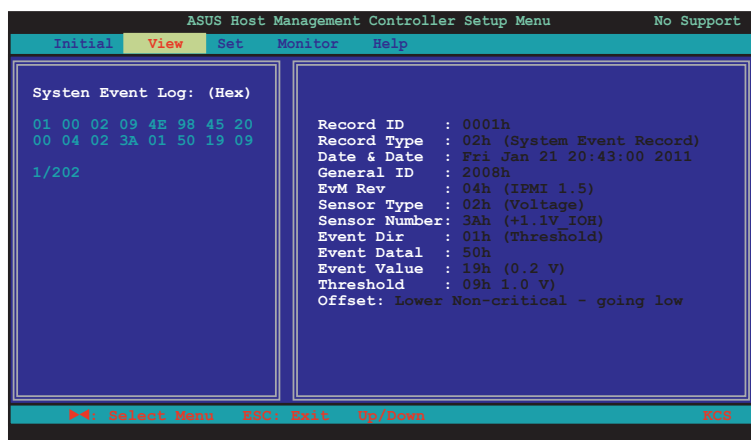 ASUS Host Management Controller Setup Menu No Support
Initial View Set Monitor Help
Systen Event Log: (Hex)
01 00 02 09 4E 98 45 20
00 04 02 3A 01 50 19 09
1/202
Record ID : 0001h
Record Type : 02h (System Event Record)
Date & Date : Fri Jan 21 20:43:00 2011
General ID : 2008h
EvM Rev : 04h (IPMI 1.5)
Sensor Type : 02h (Voltage)
Sensor Number: 3Ah (+1.1V_IOH)
Event Dir : 01h (Threshold)
Event Datal : 50h
Event Value : 19h (0.2 V)
Threshold : 09h 1.0 V)
Offset: Lower Non-critical - going low
: Select Menu KSC: Exit Up/Down KCS